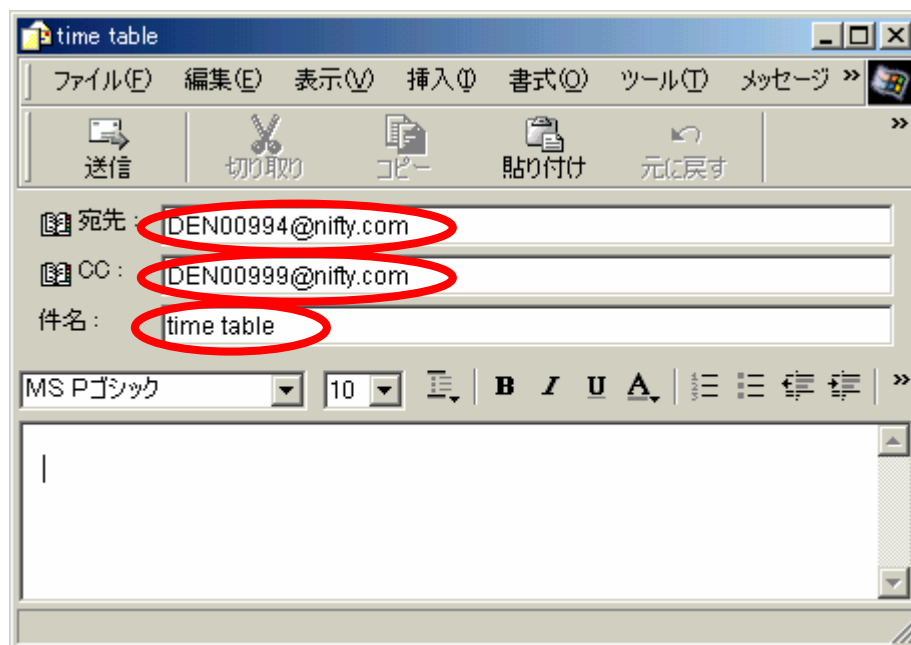 time table
ファイル(F) 編集(E) 表示(V) 挿入(I) 書式(O) ツール(T) メッセージ »
送信 切り取り コピー 貼り付け 元に戻す »
宛先 : DEN00994@nifty.com
CC : DEN00999@nifty.com
件名 : time table
MS Pゴシック 10 B I U A »